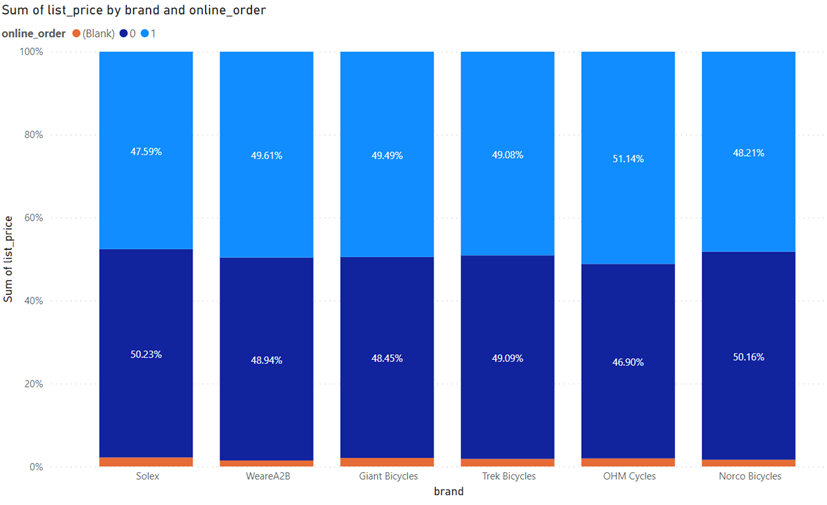 Sum of list_price by brand and online_order
online_order (Blank) 0 1
100%
80%
60%
40%
20%
0%
Sum of list_price
47.59% 49.61% 49.49% 49.08% 51.14% 48.21%
50.23% 48.94% 48.45% 49.09% 46.90% 50.16%
Solex WeareA2B Giant Bicycles Trek Bicycles OHM Cycles Norco Bicycles
brand